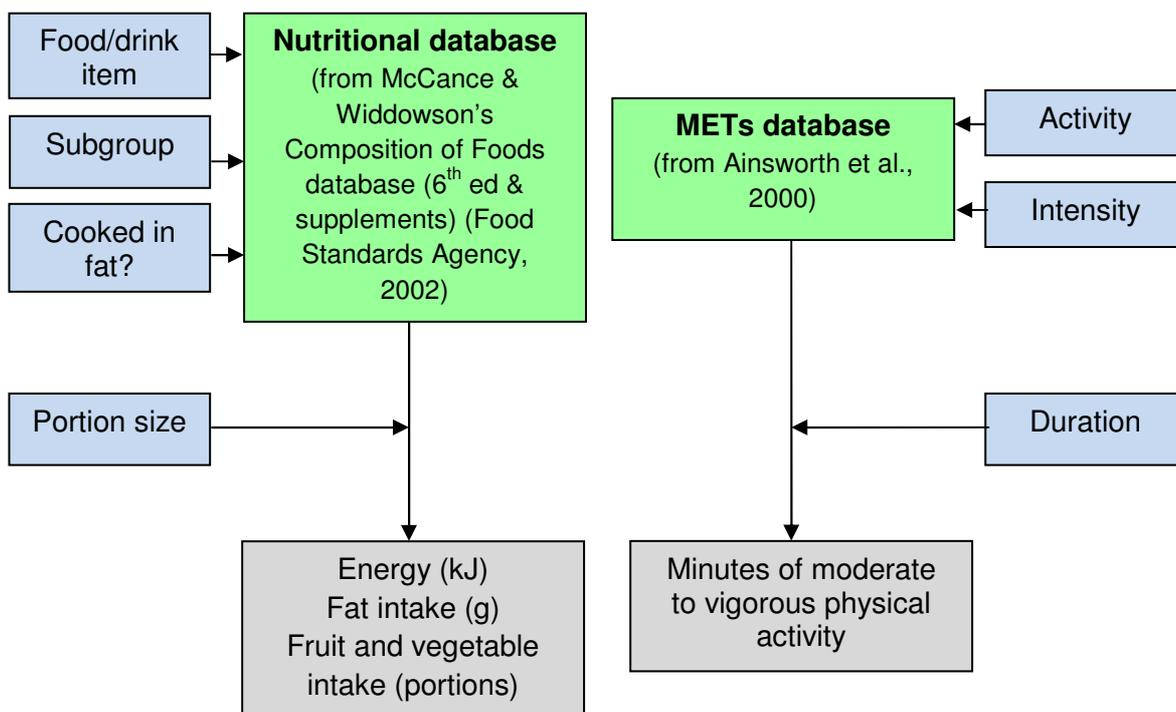 Food/drink
item
Subgroup
Cooked in
fat?
Nutritional database
(from McCance &
Widdowson's
Composition of Foods
database (6th ed &
supplements) (Food
Standards Agency,
2002)
METs database
(from Ainsworth et al.,
2000)
Activity
Intensity
Portion size
Duration
Energy (kJ)
Fat intake (g)
Fruit and vegetable
intake (portions)
Minutes of moderate
to vigorous physical
activity